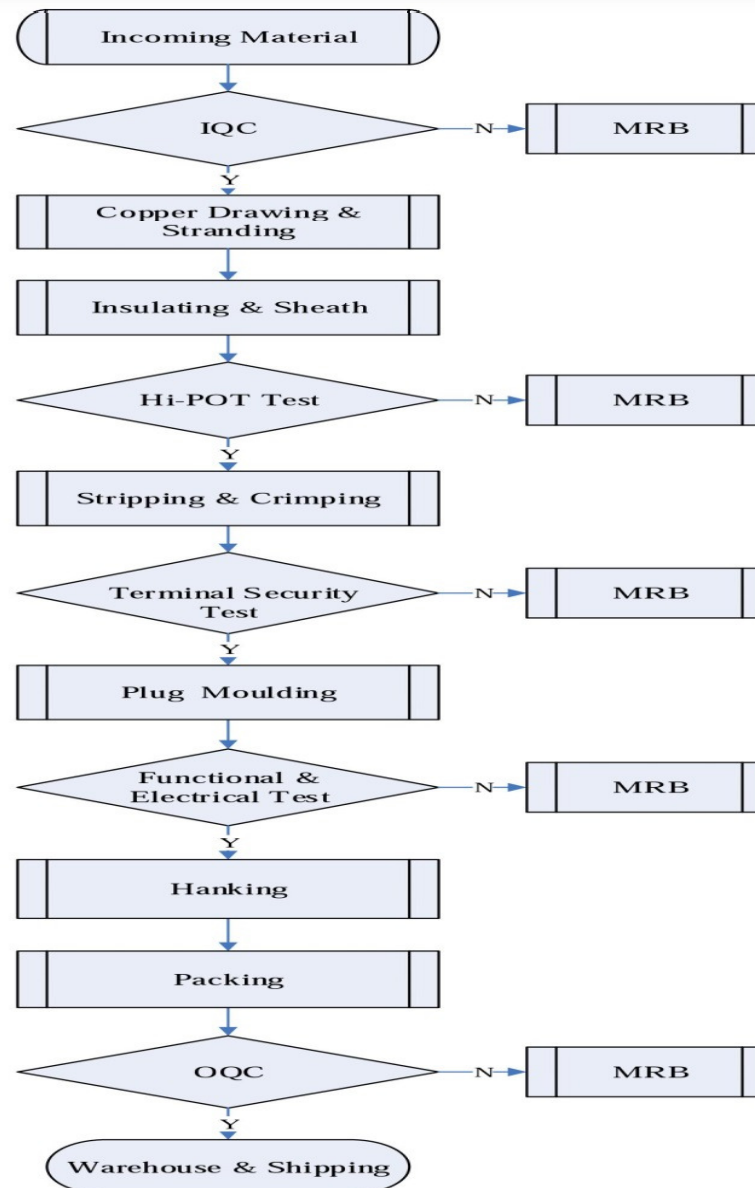 Incoming Material
IQC
N
MRB
Y
Copper Drawing &
Stranding
Insulating & Sheath
Hi-POT Test
N
MRB
Y
Stripping & Crimping
Terminal Security
Test
N
MRB
Y
Plug Moulding
Functional &
Electrical Test
N
MRB
Y
Hanking
Packing
OQC
N
MRB
Y
Warehouse & Shipping